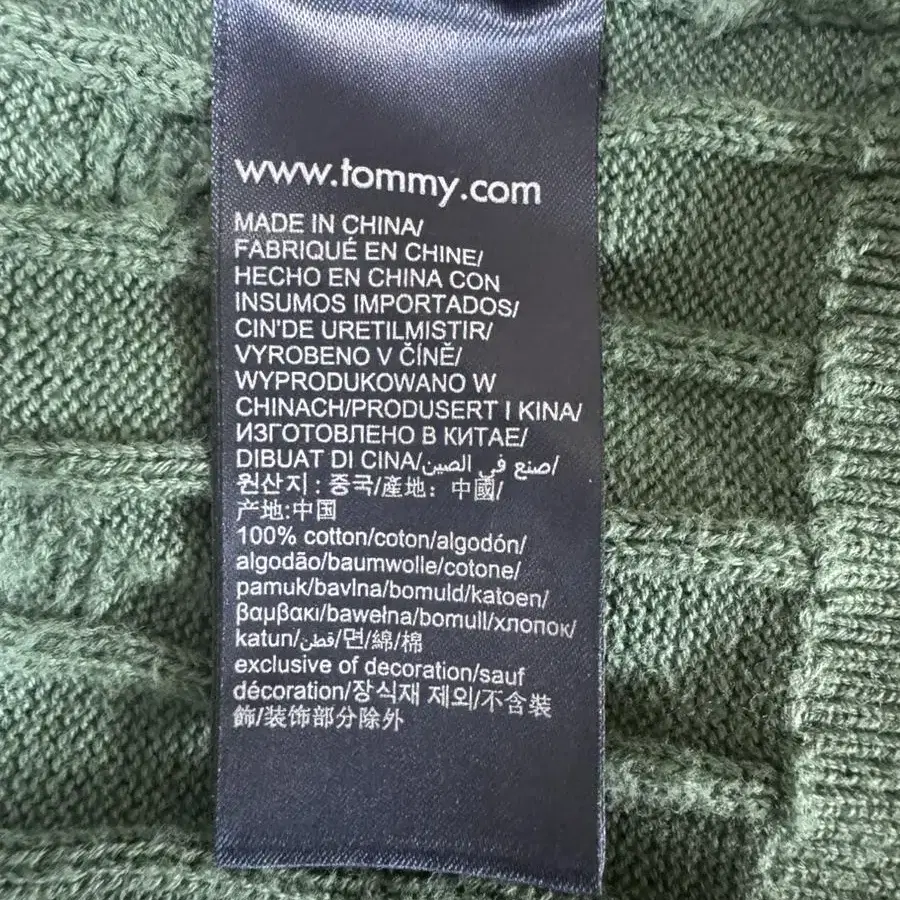 www.tommy.com
MADE IN CHINA/
FABRIQUÉ EN CHINE/
HECHO EN CHINA CON
INSUMOS IMPORTADOS/
CIN'DE URETILMISTIR/
VYROBENO V ČÍNĚ/
WYPRODUKOWANO W
CHINACH/PRODUSERT I KINA/
ИЗГОТОВЛЕНО В КИТАЕ/
DIBUAT DI CINA/صنع في الصين/
원산지 : 중국/產地：中國/
产地:中国
100% cotton/coton/algodón/
algodão/baumwolle/cotone/
pamuk/bavlna/bomuld/katoen/
βαμβακι/bawełna/bomull/хлопок/
katun/قطن/면/綿/棉
exclusive of decoration/sauf
décoration/장식재 제외/不含裝
飾/装饰部分除外